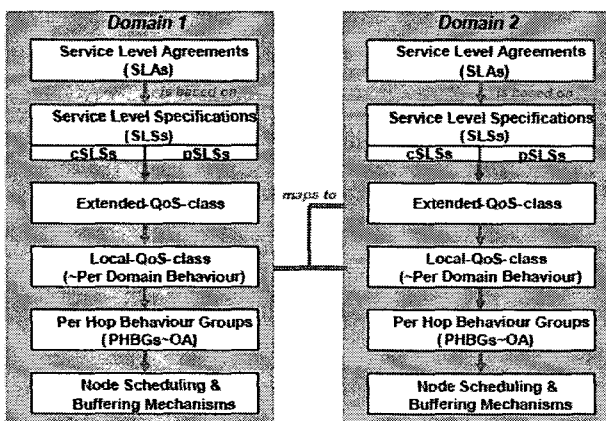 Domain 1
Service Level Agreements
(SLAs)
is based on
Service Level Specifications
(SLSs)
cSLSs pSLSs
Extended-QoS-class
Local-QoS-class
(~Per Domain Behaviour)
Per Hop Behaviour Groups
(PHBGs~OA)
Node Scheduling &
Buffering Mechanisms
maps to
Domain 2
Service Level Agreements
(SLAs)
is based on
Service Level Specifications
(SLSs)
cSLSs pSLSs
Extended-QoS-class
Local-QoS-class
(~Per Domain Behaviour)
Per Hop Behaviour Groups
(PHBGs~OA)
Node Scheduling &
Buffering Mechanisms